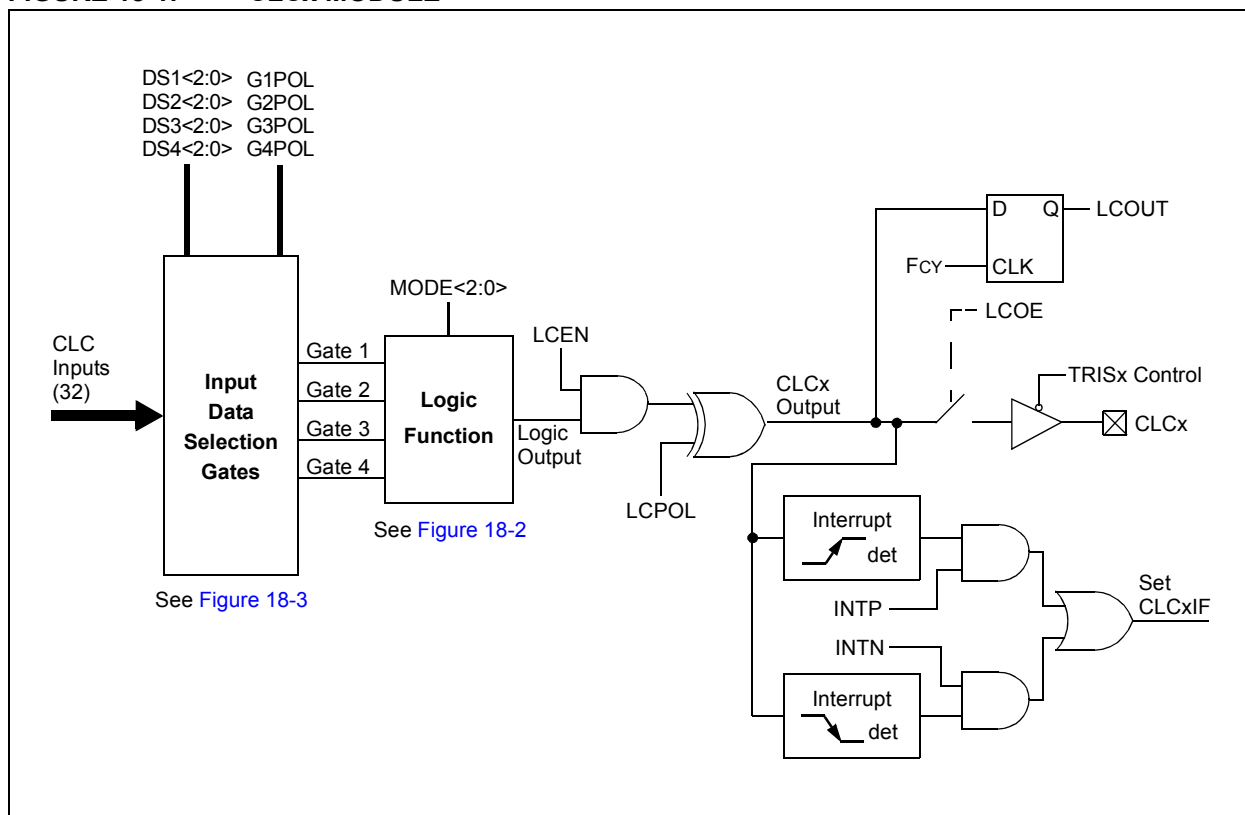 DS1<2:0> G1POL
DS2<2:0> G2POL
DS3<2:0> G3POL
DS4<2:0> G4POL
D Q LCOUT
FCY CLK
MODE<2:0>
LCOE
LCEN
CLC
Inputs
(32)
Input
Data
Selection
Gates
Gate 1
Gate 2
Gate 3
Gate 4
Logic
Function
Logic
Output
CLCx
Output
TRISx Control
CLCx
LCPOL
See Figure 18-2
See Figure 18-3
Interrupt
det
INTP
INTN
Set
CLCxIF
Interrupt
det